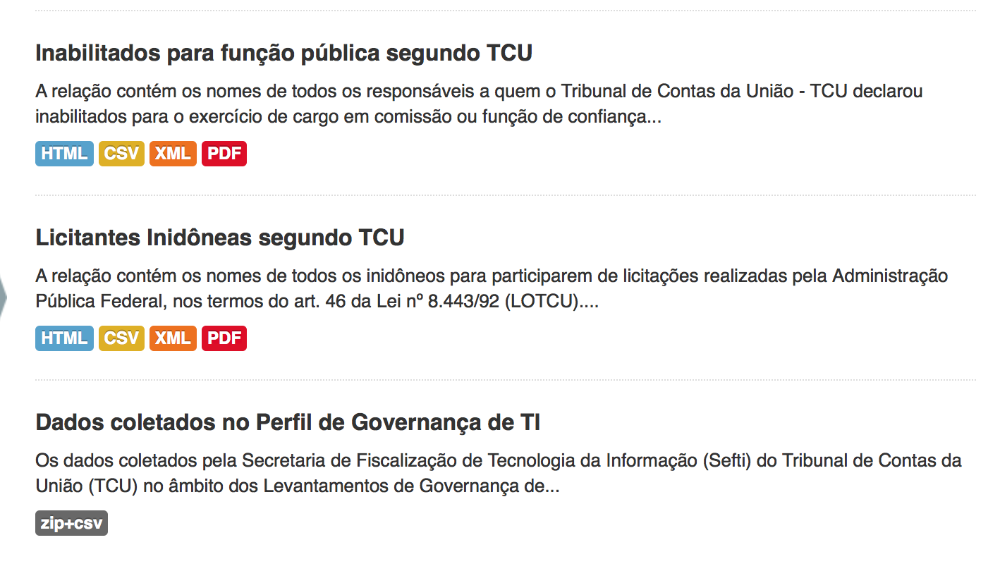 Inabilitados para função pública segundo TCU
A relação contém os nomes de todos os responsáveis a quem o Tribunal de Contas da União - TCU declarou
inabilitados para o exercício de cargo em comissão ou função de confiança...
HTML CSV XML PDF
Licitantes Inidôneas segundo TCU
A relação contém os nomes de todos os inidôneos para participarem de licitações realizadas pela Administração
Pública Federal, nos termos do art. 46 da Lei nº 8.443/92 (LOTCU)....
HTML CSV XML PDF
Dados coletados no Perfil de Governança de TI
Os dados coletados pela Secretaria de Fiscalização de Tecnologia da Informação (Sefti) do Tribunal de Contas da
União (TCU) no âmbito dos Levantamentos de Governança de...
zip+csv